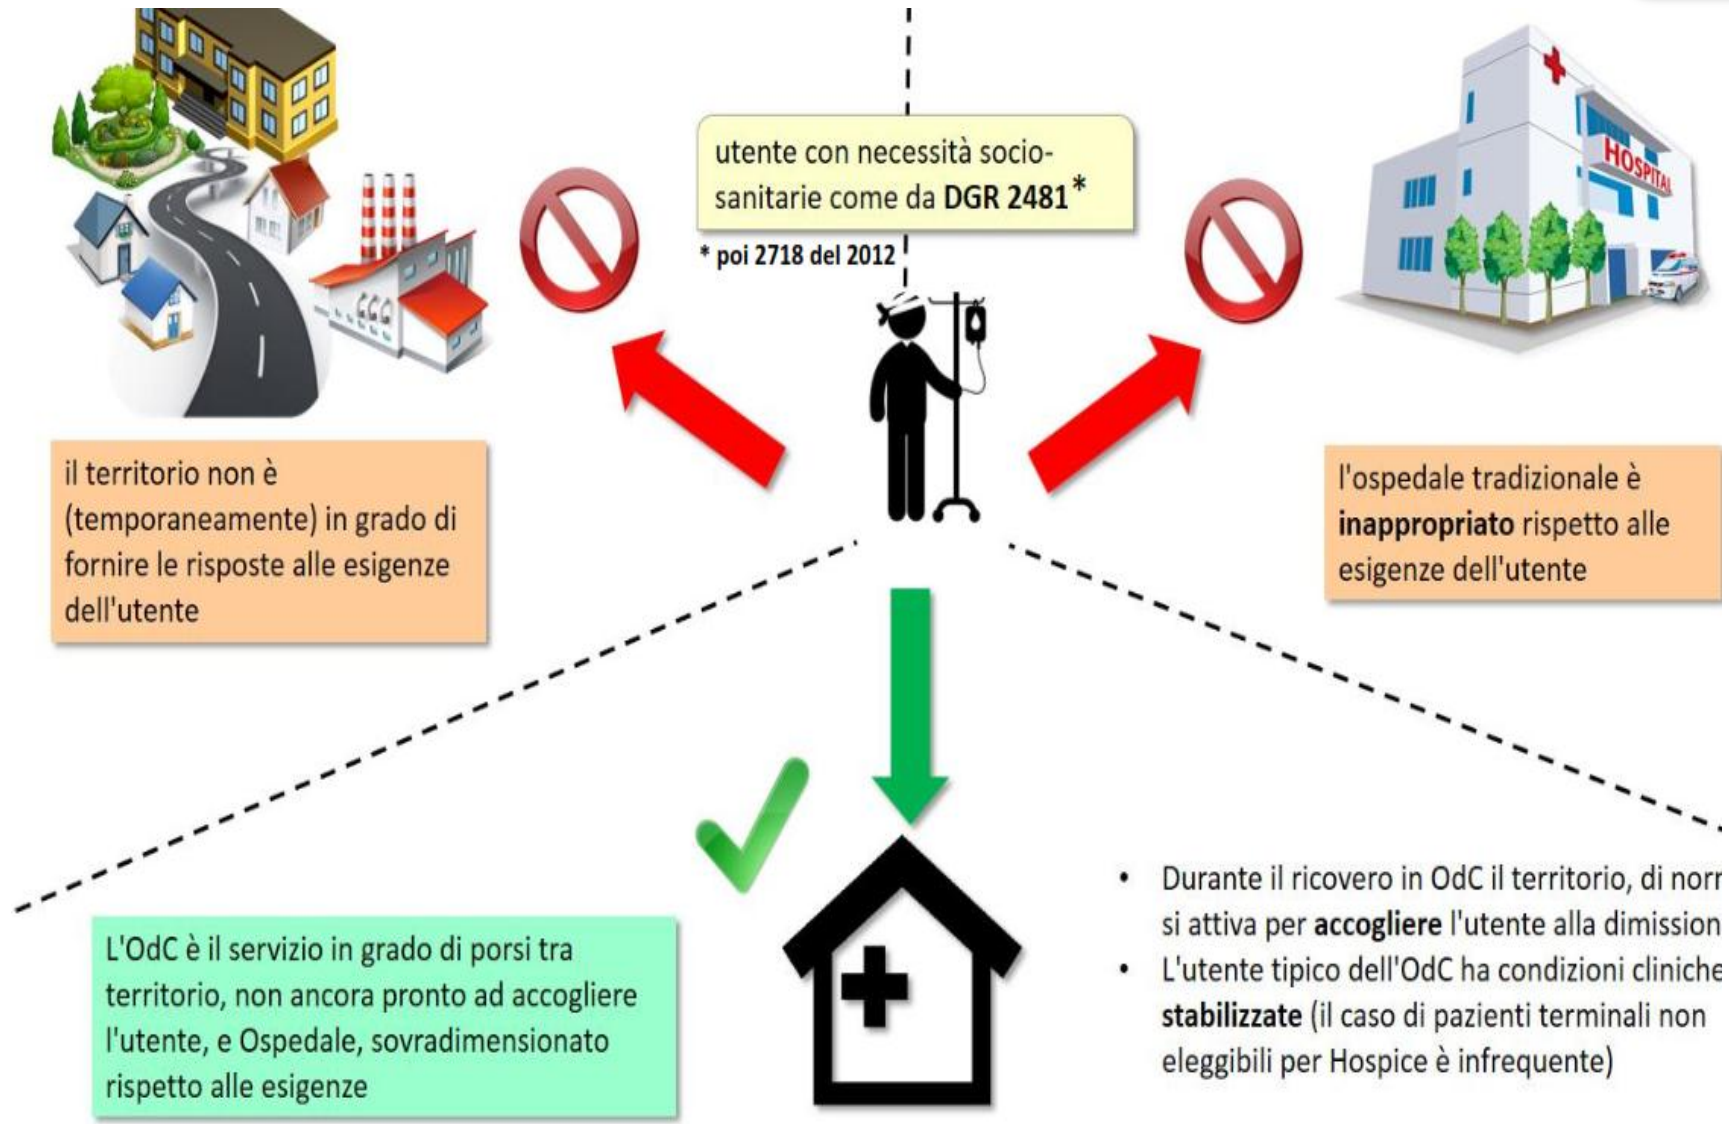 utente con necessità socio-
sanitarie come da DGR 2481*
* poi 2718 del 2012
HOSPITAL
il territorio non è
(temporaneamente) in grado di
fornire le risposte alle esigenze
dell'utente
l'ospedale tradizionale è
inappropriato rispetto alle
esigenze dell'utente
L'OdC è il servizio in grado di porsi tra
territorio, non ancora pronto ad accogliere
l'utente, e Ospedale, sovradimensionato
rispetto alle esigenze
• Durante il ricovero in OdC il territorio, di
si attiva per accogliere l'utente alla
• L'utente tipico dell'OdC ha condizioni cliniche
stabilizzate (il caso di pazienti terminali non
eleggibili per Hospice è infrequente)